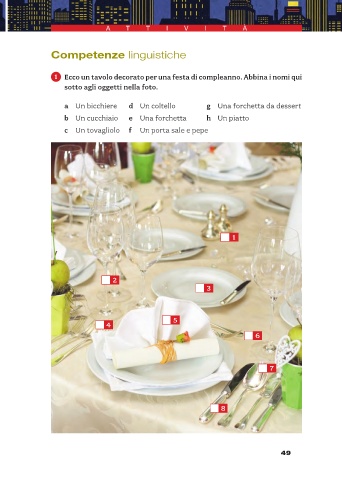 ATTIVITÀ
Competenze linguistiche
1 Ecco un tavolo decorato per una festa di compleanno. Abbina i nomi qui
sotto agli oggetti nella foto.
a Un bicchiere d Un coltello g Una forchetta da dessert
b Un cucchiaio e Una forchetta h Un piatto
c Un tovagliolo f Un porta sale e pepe
1
2
3
4
5
6
7
8
49